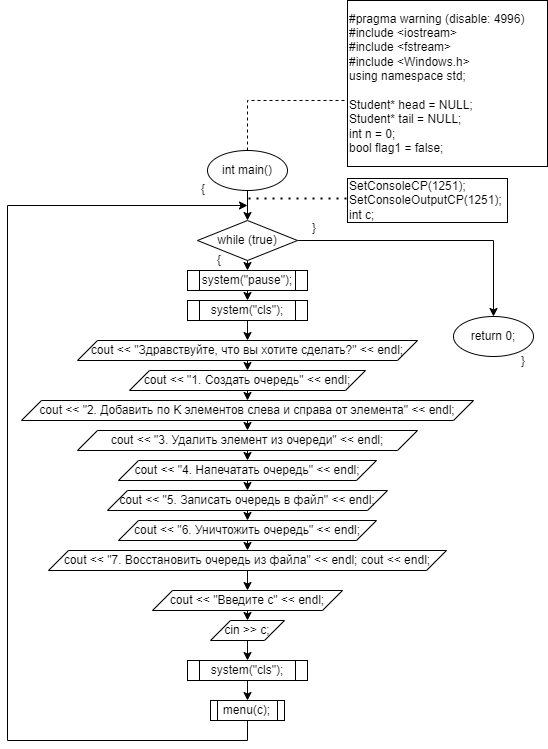 #pragma warning (disable: 4996)
#include <iostream>
#include <fstream>
#include <Windows.h>
using namespace std;
Student* head = NULL;
Student* tail = NULL;
int n = 0;
bool flag1 = false;
int main()
{
SetConsoleCP(1251);
SetConsoleOutputCP(1251);
int c;
while (true)
}
{
system("pause");
system("cls");
return 0;
}
cout << "Здравствуйте, что вы хотите сделать?" << endl;
cout << "1. Создать очередь" << endl;
cout << "2. Добавить по K элементов слева и справа от элемента" << endl;
cout << "3. Удалить элемент из очереди" << endl;
cout << "4. Напечатать очередь" << endl;
cout << "5. Записать очередь в файл" << endl;
cout << "6. Уничтожить очередь" << endl;
cout << "7. Восстановить очередь из файла" << endl; cout << endl;
cout << "Введите c" << endl;
cin >> c;
system("cls");
menu(c);